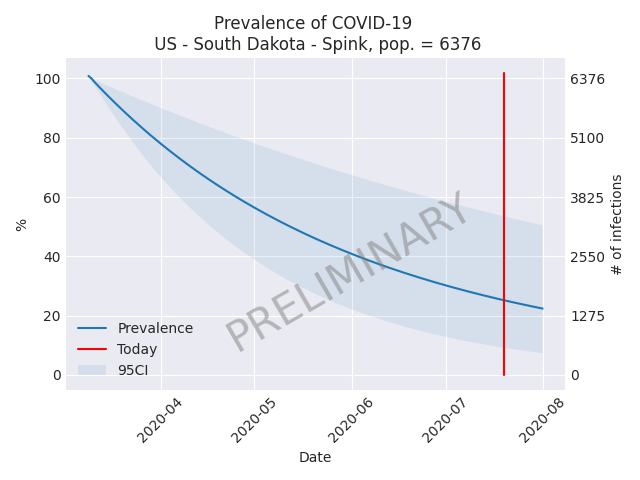 Prevalence of COVID-19
US - South Dakota - Spink, pop. = 6376
100
80
60
40
20
0
%
6376
5100
3825
2550
1275
0
# of infections
PRELIMINARY
Prevalence
Today
95CI
2020-04
2020-05
2020-06
2020-07
2020-08
Date